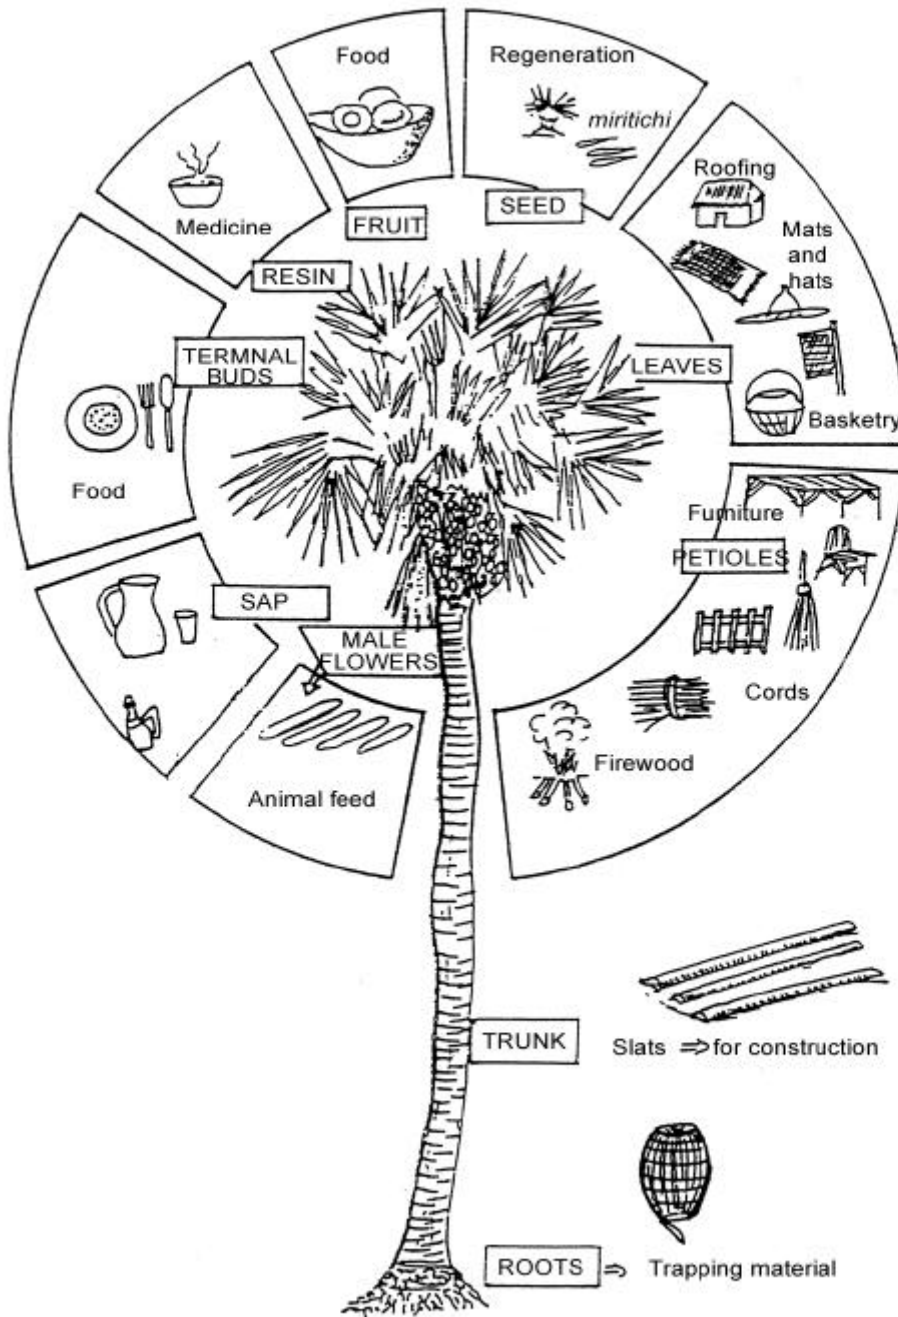 Food
Regeneration
miritichi
Roofing
Mats
and
hats
Medicine
FRUIT
SEED
RESIN
TERMNAL
BUDS
LEAVES
Basketry
Food
Furniture
PETIOLES
SAP
MALE
FLOWERS
Cords
Firewood
Animal feed
TRUNK
Slats ⇒ for construction
ROOTS ⇒ Trapping material